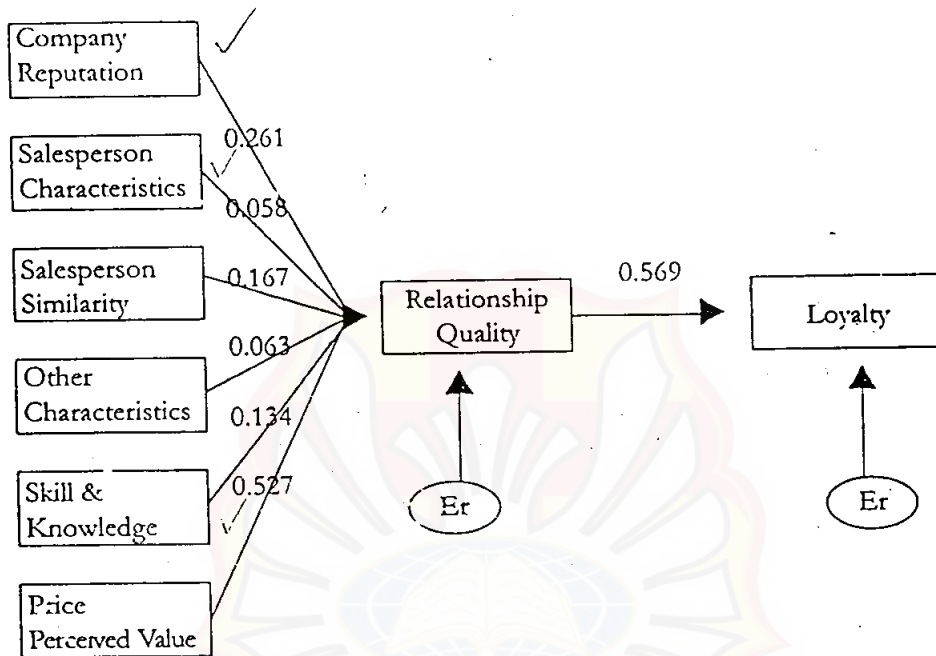 Company
Reputation
0.261
Salesperson
Characteristics
0.058
Salesperson
Similarity
0.167
0.569
Relationship
Quality
Loyalty
0.063
Other
Characteristics
0.134
Skill &
Knowledge
0.527
Er
Er
Price
Perceived Value